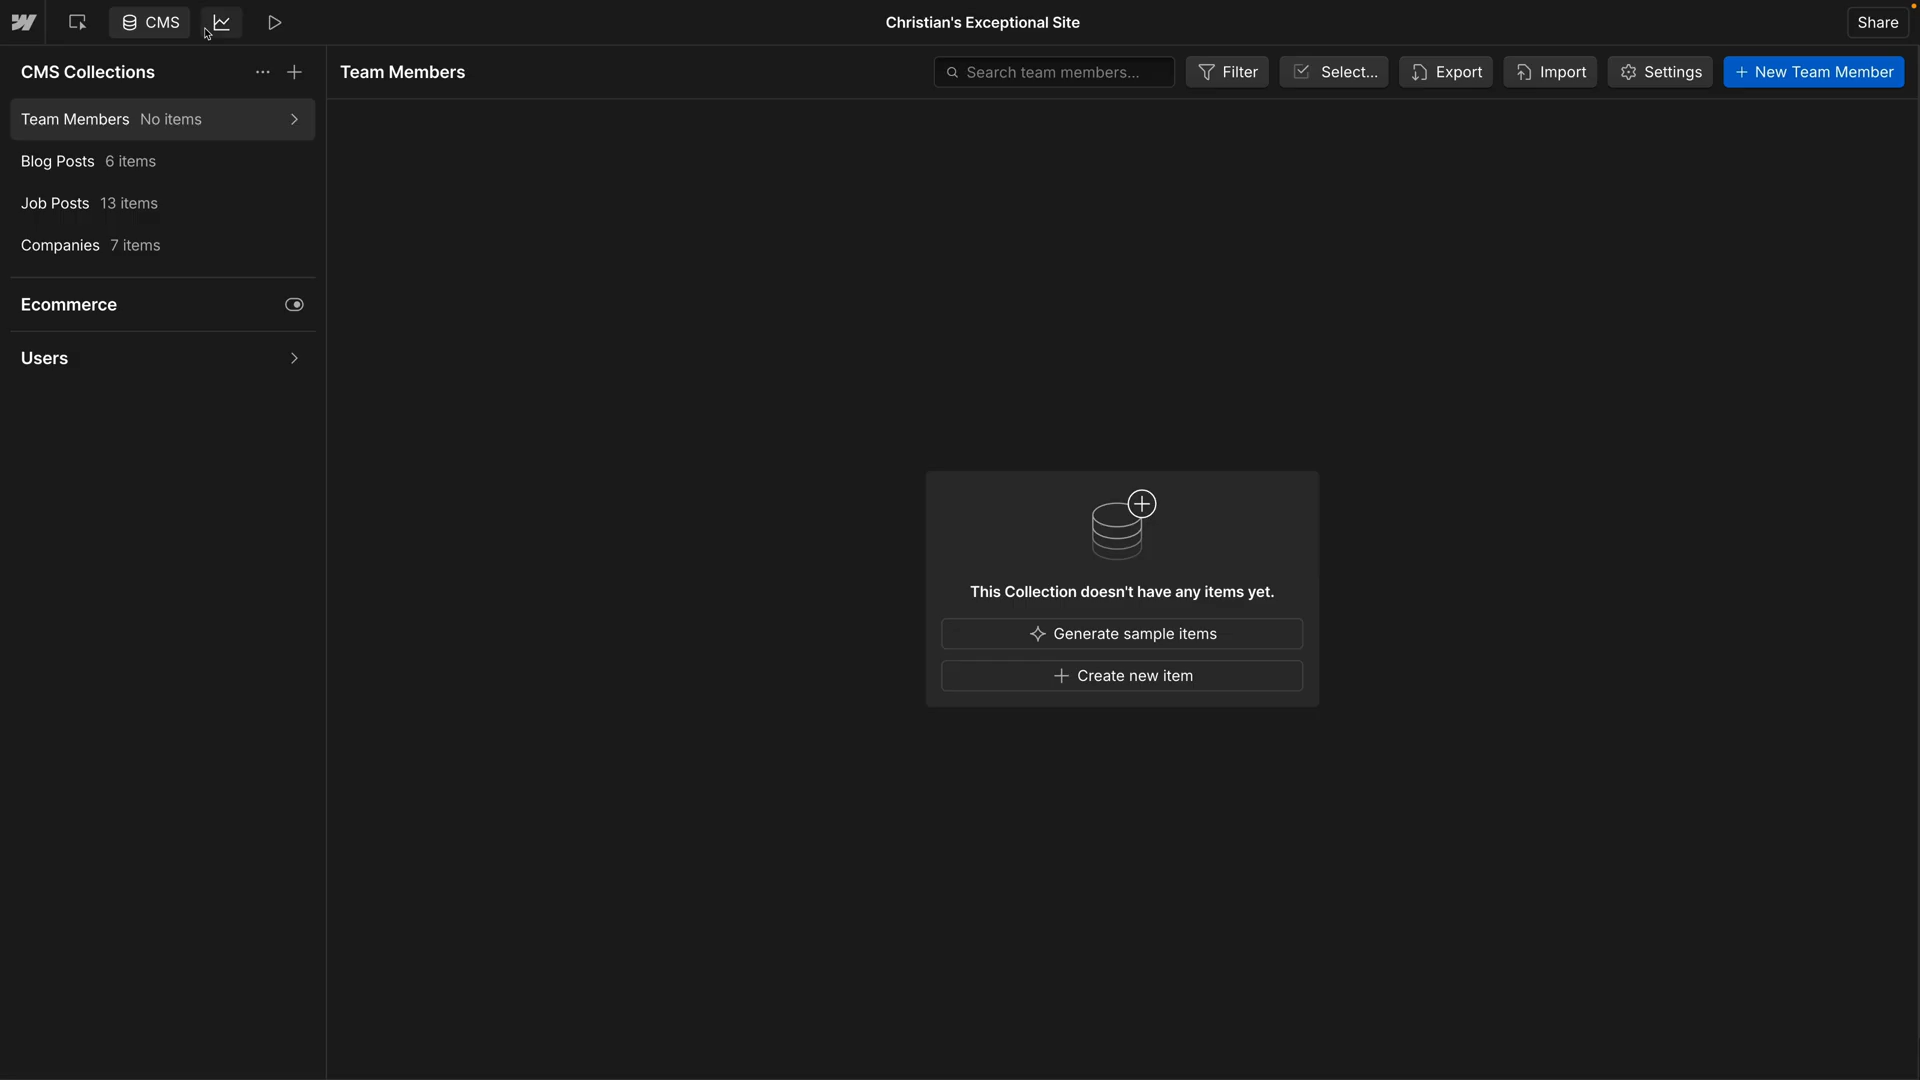 CMS
Christian's Exceptional Site
Share
CMS Collections
Team Members
Search team members...
Filter
Select...
Export
Import
Settings
New Team Member
Team Members No items
Blog Posts 6 items
Job Posts 13 items
Companies 7 items
Ecommerce
Users
This Collection doesn't have any items yet.
Generate sample items
Create new item